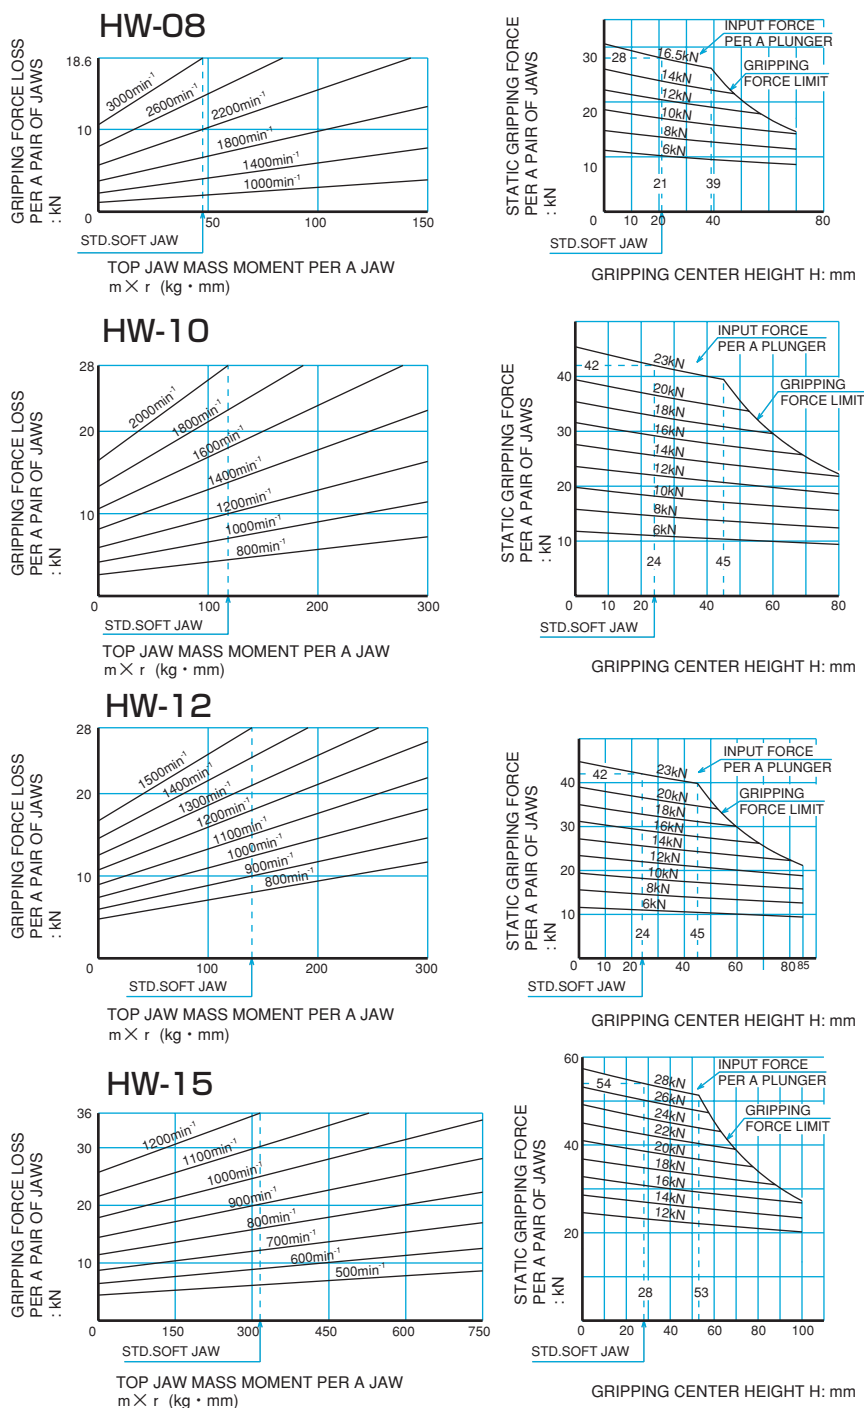 HW-08
GRIPPING FORCE LOSS
PER A PAIR OF JAWS
: kN
18.6
10
0
3000min⁻¹
2600min⁻¹
2200min⁻¹
1800min⁻¹
1400min⁻¹
1000min⁻¹
50
100
150
STD.SOFT JAW
TOP JAW MASS MOMENT PER A JAW
m×r (kg・mm)
STATIC GRIPPING FORCE
PER A PAIR OF JAWS
: kN
30
20
10
28
16.5kN
14kN
12kN
10kN
8kN
6kN
INPUT FORCE
PER A PLUNGER
GRIPPING
FORCE LIMIT
21
39
0
10
20
40
80
STD.SOFT JAW
GRIPPING CENTER HEIGHT H: mm
HW-10
GRIPPING FORCE LOSS
PER A PAIR OF JAWS
: kN
28
20
10
2000min⁻¹
1800min⁻¹
1600min⁻¹
1400min⁻¹
1200min⁻¹
1000min⁻¹
800min⁻¹
0
100
200
300
STD.SOFT JAW
TOP JAW MASS MOMENT PER A JAW
m×r (kg・mm)
STATIC GRIPPING FORCE
PER A PAIR OF JAWS
: kN
40
30
20
10
42
23kN
20kN
18kN
16kN
14kN
12kN
10kN
8kN
6kN
INPUT FORCE
PER A PLUNGER
GRIPPING
FORCE LIMIT
24
45
0
10
20
40
60
80
STD.SOFT JAW
GRIPPING CENTER HEIGHT H: mm
HW-12
GRIPPING FORCE LOSS
PER A PAIR OF JAWS
: kN
28
20
10
1500min⁻¹
1400min⁻¹
1300min⁻¹
1200min⁻¹
1100min⁻¹
1000min⁻¹
900min⁻¹
800min⁻¹
0
100
200
300
STD.SOFT JAW
TOP JAW MASS MOMENT PER A JAW
m×r (kg・mm)
STATIC GRIPPING FORCE
PER A PAIR OF JAWS
: kN
40
30
20
10
42
23kN
20kN
18kN
16kN
14kN
12kN
10kN
8kN
6kN
INPUT FORCE
PER A PLUNGER
GRIPPING
FORCE LIMIT
24
45
0
10
20
40
60
80
85
STD.SOFT JAW
GRIPPING CENTER HEIGHT H: mm
HW-15
GRIPPING FORCE LOSS
PER A PAIR OF JAWS
: kN
36
30
20
10
1200min⁻¹
1100min⁻¹
1000min⁻¹
900min⁻¹
800min⁻¹
700min⁻¹
600min⁻¹
500min⁻¹
0
150
300
450
600
750
STD.SOFT JAW
TOP JAW MASS MOMENT PER A JAW
m×r (kg・mm)
STATIC GRIPPING FORCE
PER A PAIR OF JAWS
: kN
60
40
20
54
28kN
26kN
24kN
22kN
20kN
18kN
16kN
14kN
12kN
INPUT FORCE
PER A PLUNGER
GRIPPING
FORCE LIMIT
28
53
0
20
40
60
80
100
STD.SOFT JAW
GRIPPING CENTER HEIGHT H: mm